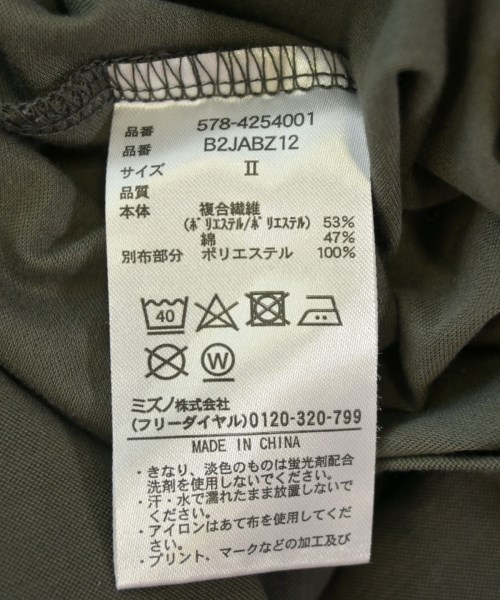 品番 578-4254001
品番 B2JABZ12
サイズ Ⅱ
品質
本体 複合繊維
(ﾎﾟﾘｴｽﾃﾙ/ﾎﾟﾘｴｽﾃﾙ) 53%
綿 47%
別布部分 ポリエステル 100%
40
W
ミズノ株式会社
(フリーダイヤル)0120-320-799
MADE IN CHINA
・きなり、淡色のものは蛍光剤配合
洗剤を使用しないでください。
・汗・水で濡れたまま放置しないで
ください。
・アイロンはあて布を使用してくだ
さい。
・プリント、マークなどの加工及び